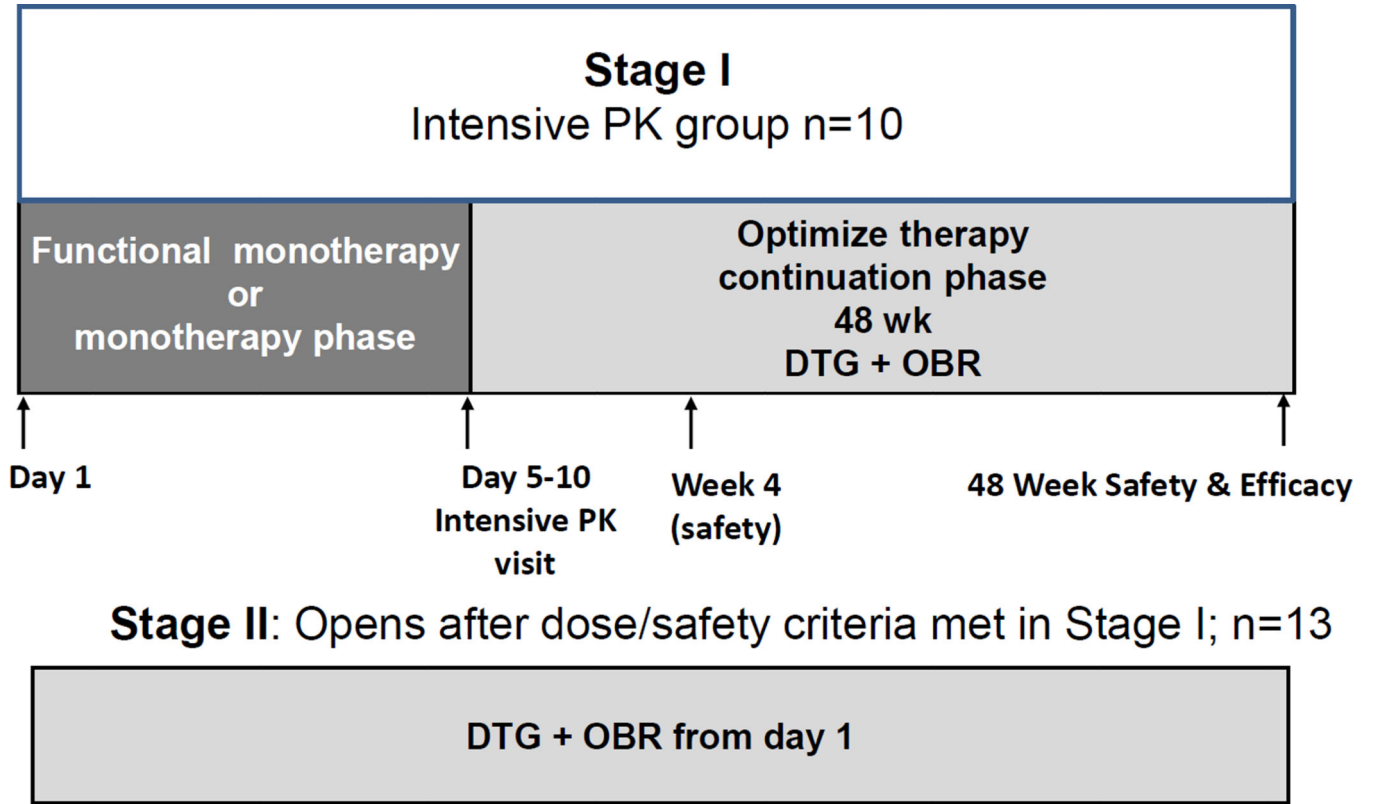 Stage I
Intensive PK group n=10
Functional monotherapy
or
monotherapy phase
Optimize therapy
continuation phase
48 wk
DTG + OBR
Day 1
Day 5-10
Intensive PK
visit
Week 4
(safety)
48 Week Safety & Efficacy
Stage II: Opens after dose/safety criteria met in Stage I; n=13
DTG + OBR from day 1